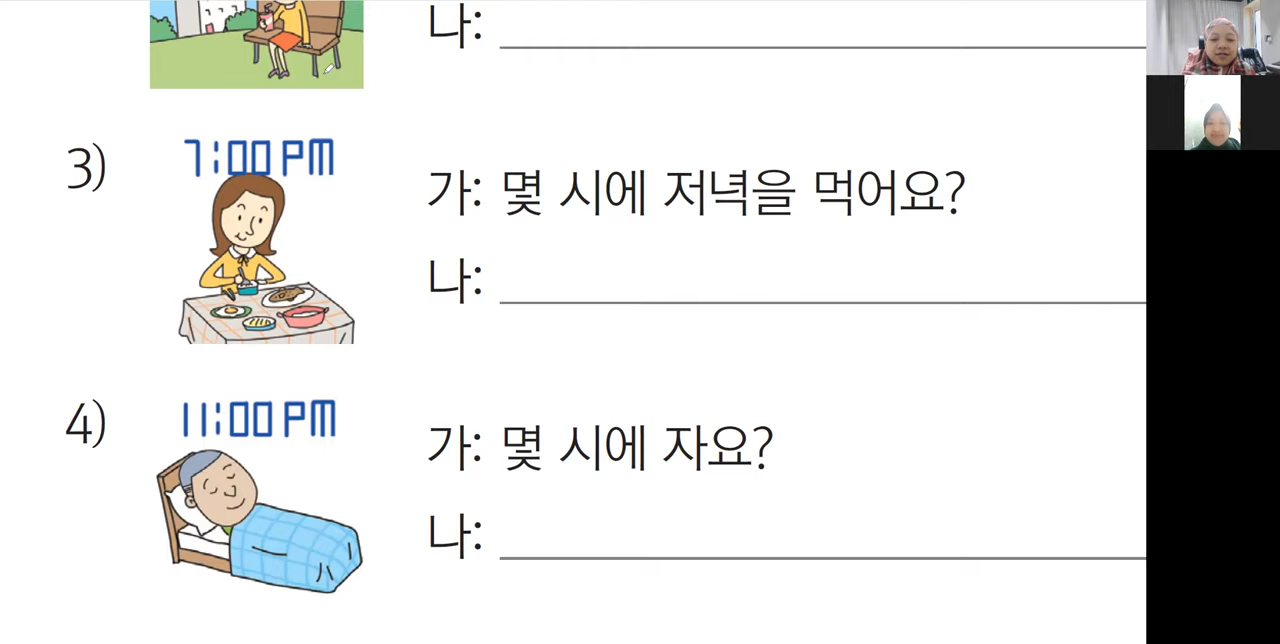 나:
3)
7:00 PM
가: 몇 시에 저녁을 먹어요?
나:
4)
11:00 PM
가: 몇 시에 자요?
나: